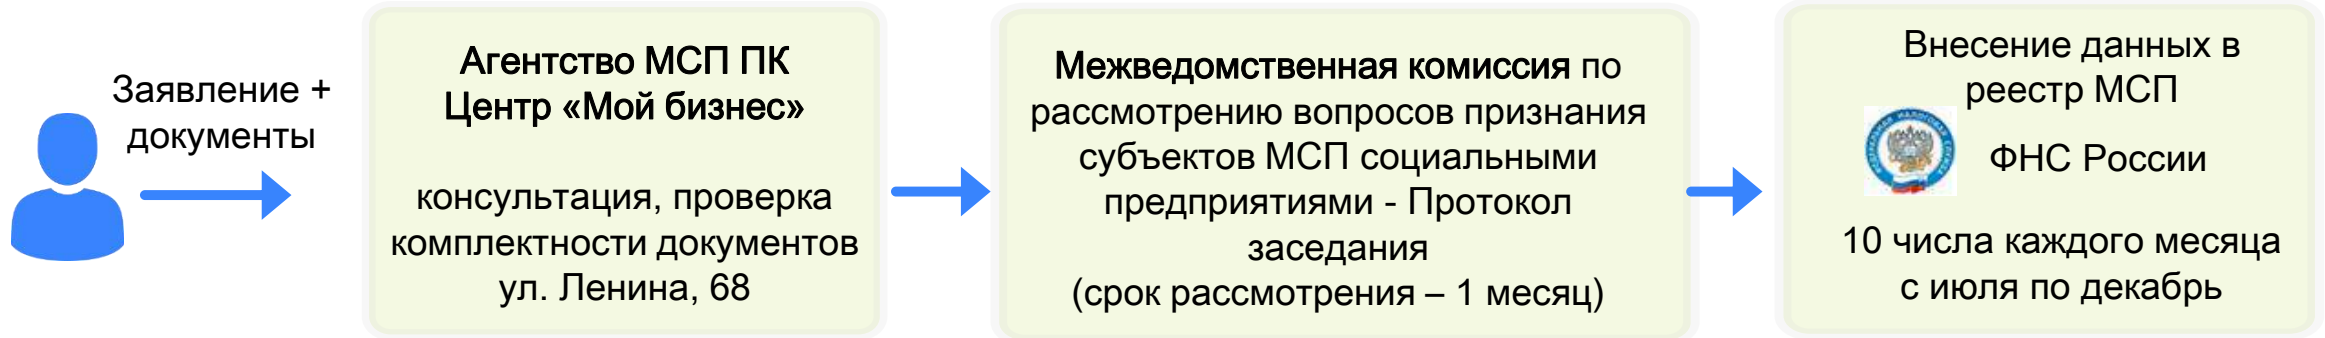 Заявление +
документы
Агентство МСП ПК
Центр «Мой бизнес»
консультация, проверка
комплектности документов
ул. Ленина, 68
Межведомственная комиссия по
рассмотрению вопросов признания
субъектов МСП социальными
предприятиями - Протокол
заседания
(срок рассмотрения – 1 месяц)
Внесение данных в
реестр МСП
ФНС России
10 числа каждого месяца
с июля по декабрь